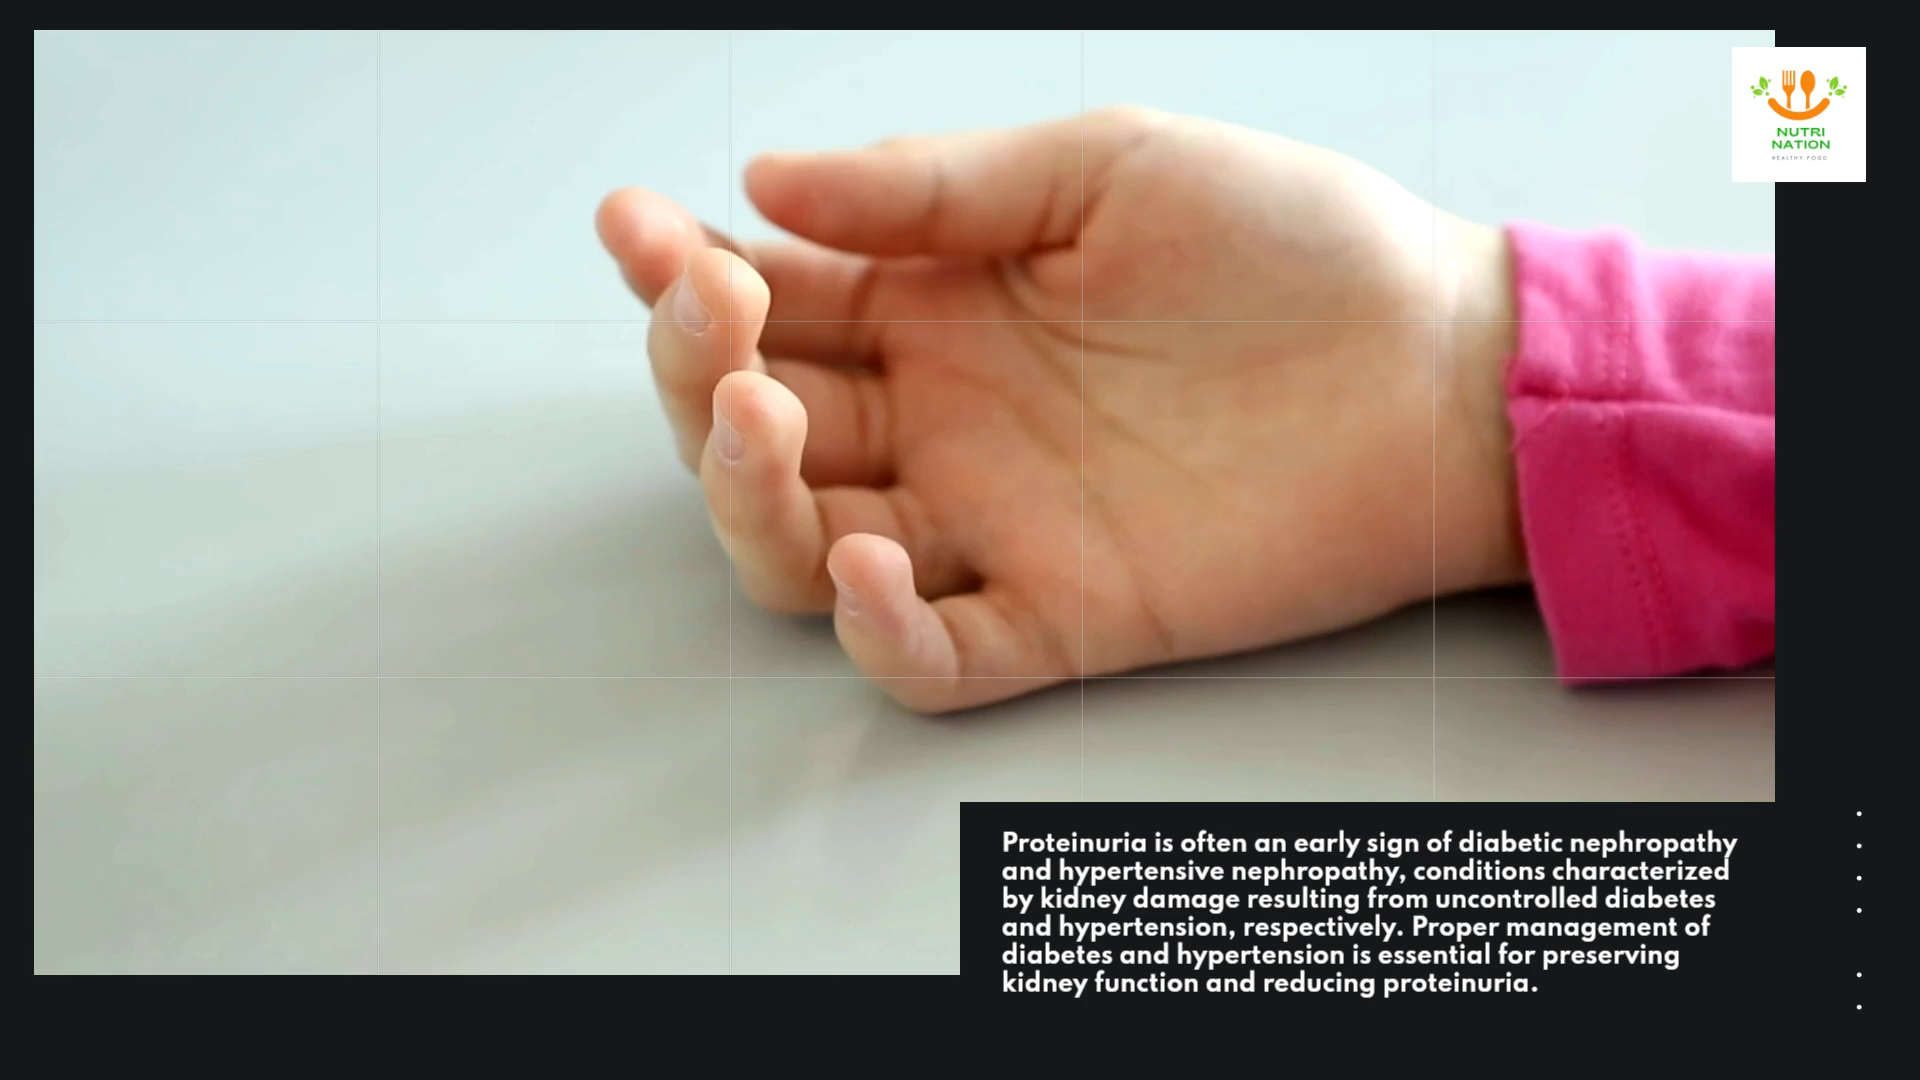 NUTRI
NATION
HEALTHY FOOD
Proteinuria is often an early sign of diabetic nephropathy
and hypertensive nephropathy, conditions characterized
by kidney damage resulting from uncontrolled diabetes
and hypertension, respectively. Proper management of
diabetes and hypertension is essential for preserving
kidney function and reducing proteinuria.